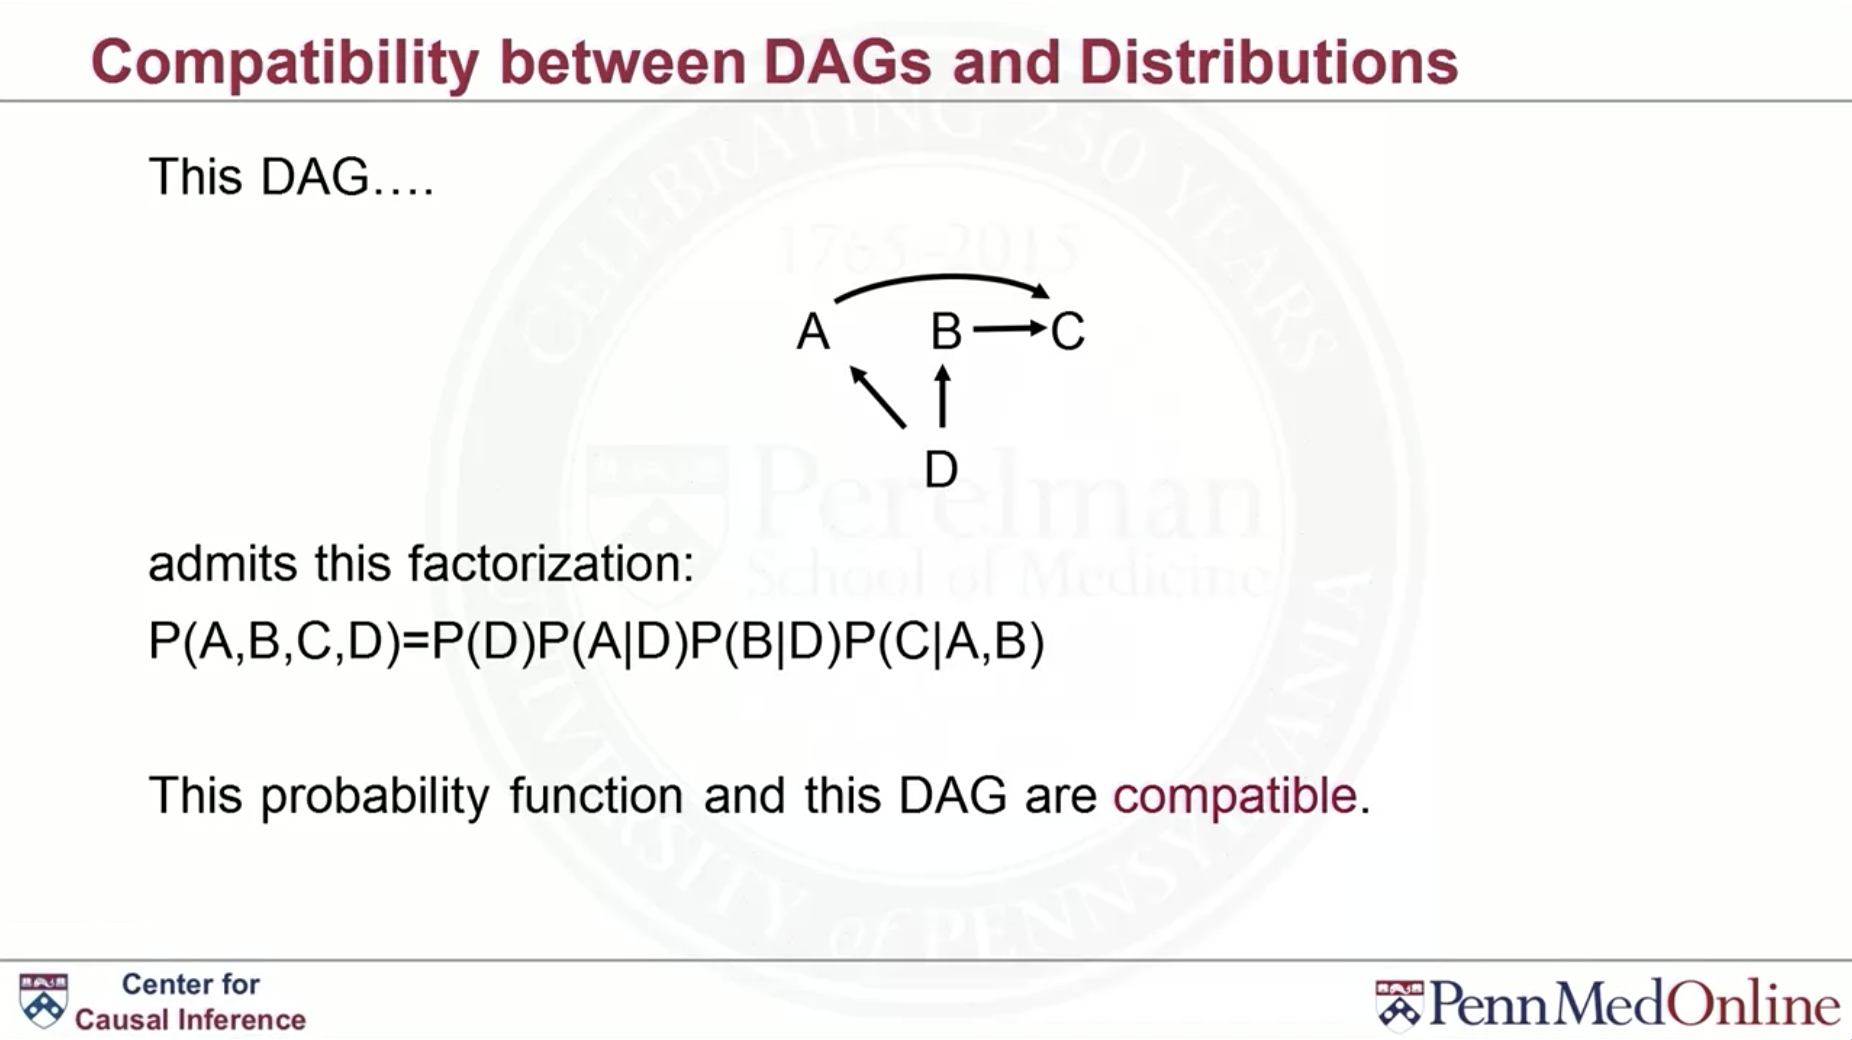 Compatibility between DAGs and Distributions
This DAG....
CELEBRATING 250 YEARS
1765-2015
A B C
D
Perelman
School of Medicine
UNIVERSITY of PENNSYLVANIA
admits this factorization:
P(A,B,C,D)=P(D)P(A|D)P(B|D)P(C|A,B)
This probability function and this DAG are compatible.
Center for
Causal Inference
PennMedOnline